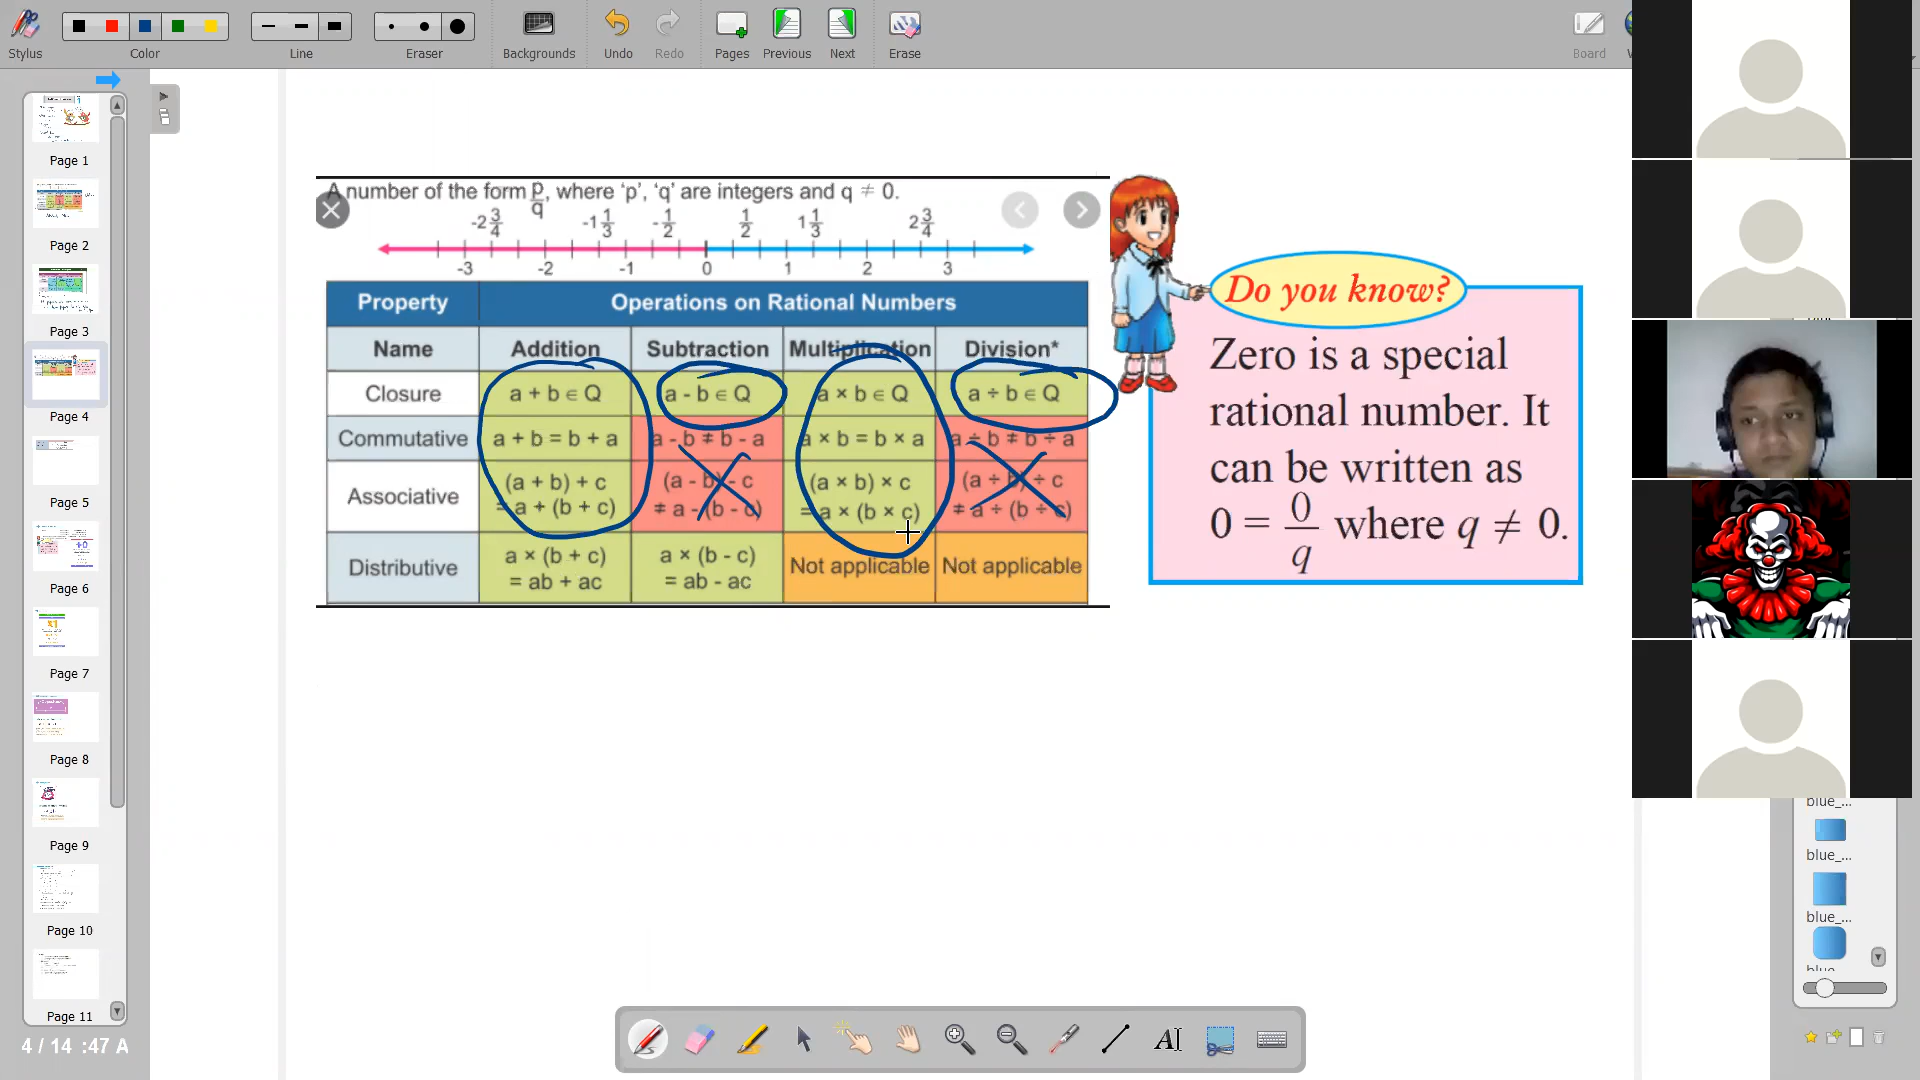 Stylus
Color
Line
Eraser
Backgrounds
Undo
Redo
Pages
Previous
Next
Erase
Board
Page 1
Page 2
Page 3
Page 4
Page 5
Page 6
Page 7
Page 8
Page 9
Page 10
Page 11
4 / 14 :47 A
A number of the form p/q, where ‘p’, ‘q’ are integers and q ≠ 0.
-2 3/4 -1 1/3 -1/2 1/2 1 1/3 2 3/4
-3 -2 -1 0 1 2 3
Property Operations on Rational Numbers
Name Addition Subtraction Multiplication Division*
Closure a + b ∈ Q a - b ∈ Q a × b ∈ Q a ÷ b ∈ Q
Commutative a + b = b + a a - b ≠ b - a a × b = b × a a ÷ b ≠ b ÷ a
Associative (a + b) + c (a - b) - c (a × b) × c (a ÷ b) ÷ c
= a + (b + c) ≠ a - (b - c) = a × (b × c) ≠ a ÷ (b ÷ c)
Distributive a × (b + c) a × (b - c) Not applicable Not applicable
= ab + ac = ab - ac
Do you know?
Zero is a special
rational number. It
can be written as
0 = 0/q where q ≠ 0.
blue_...
blue_...
blue_...